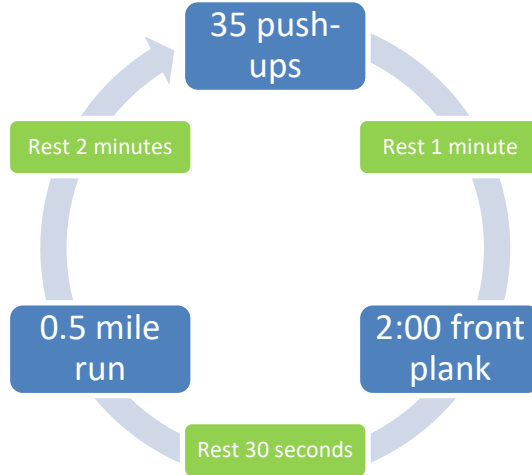 35 push-
ups
Rest 2 minutes
Rest 1 minute
0.5 mile
run
2:00 front
plank
Rest 30 seconds